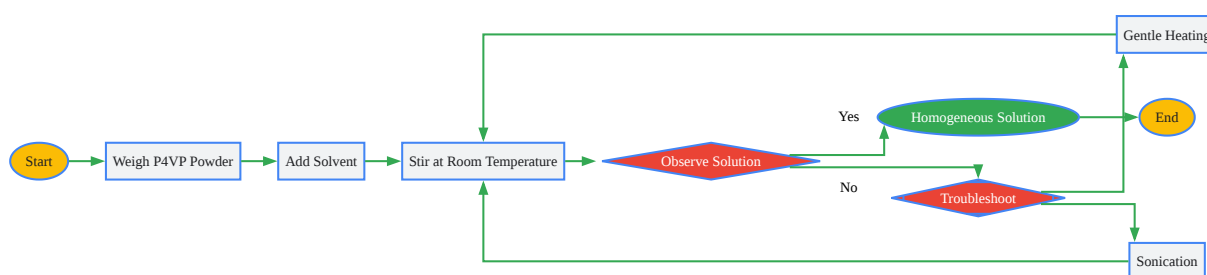 Start
Weigh P4VP Powder
Add Solvent
Stir at Room Temperature
Observe Solution
Yes
No
Homogeneous Solution
Troubleshoot
Gentle Heating
End
Sonication